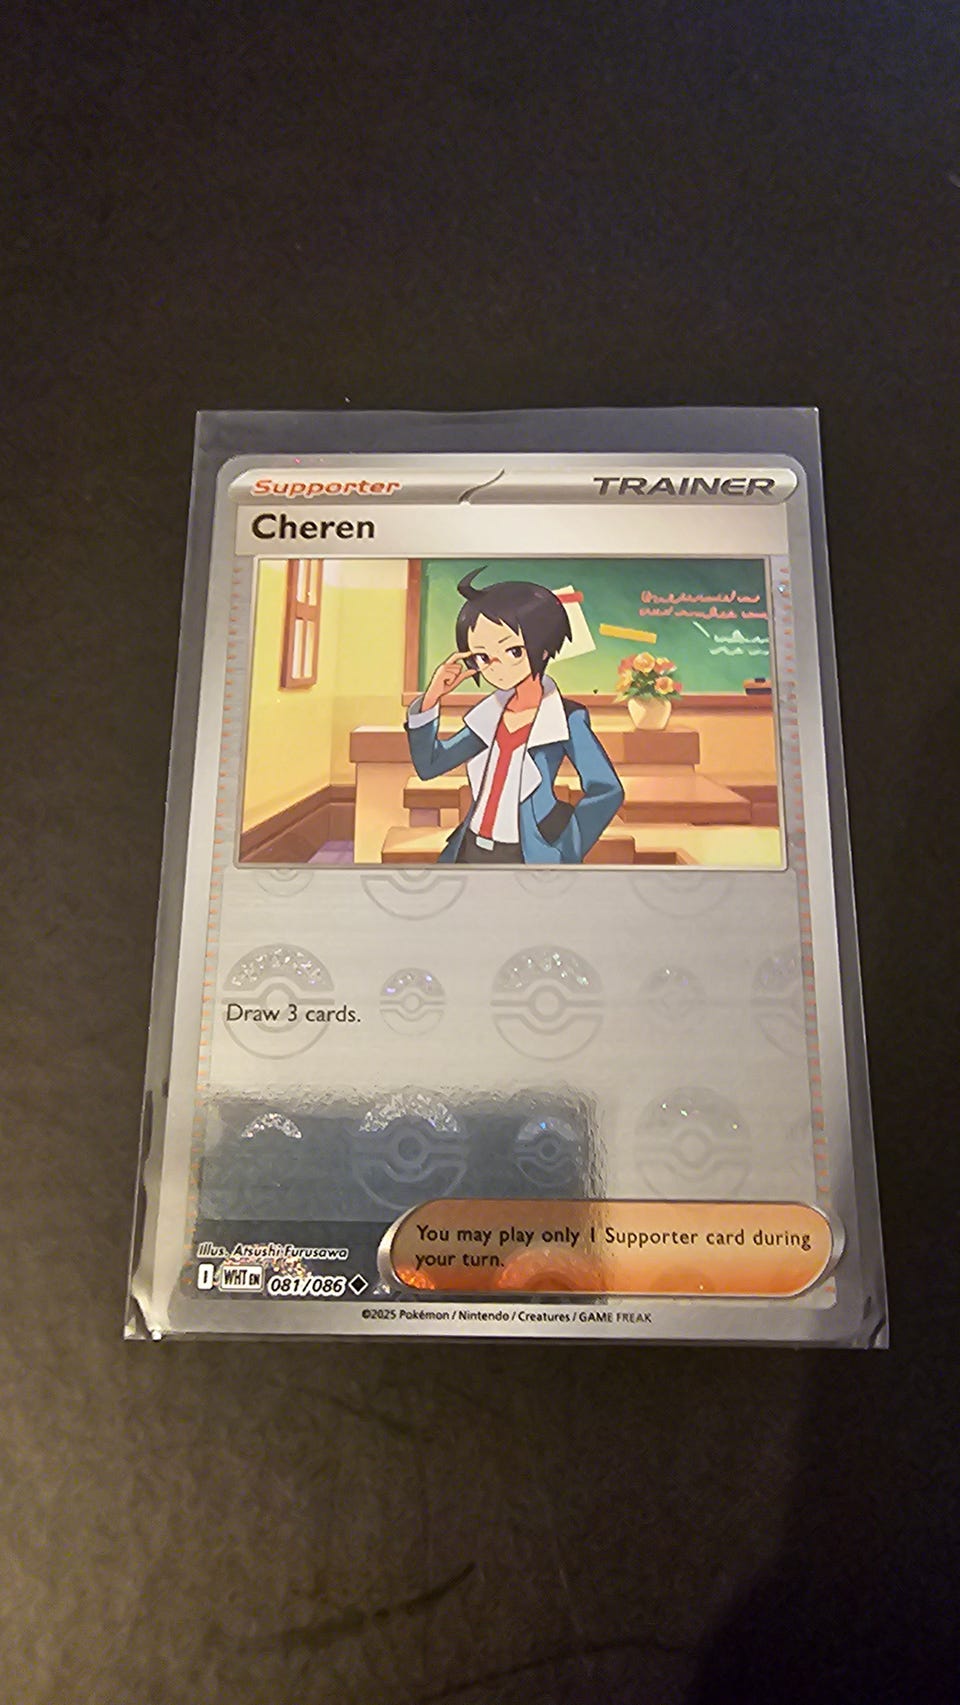 Supporter TRAINER
Cheren
Draw 3 cards.
You may play only 1 Supporter card during
your turn.
Illus. Atsushi Furusawa
I WHT EN 081/086
©2025 Pokémon / Nintendo / Creatures / GAME FREAK